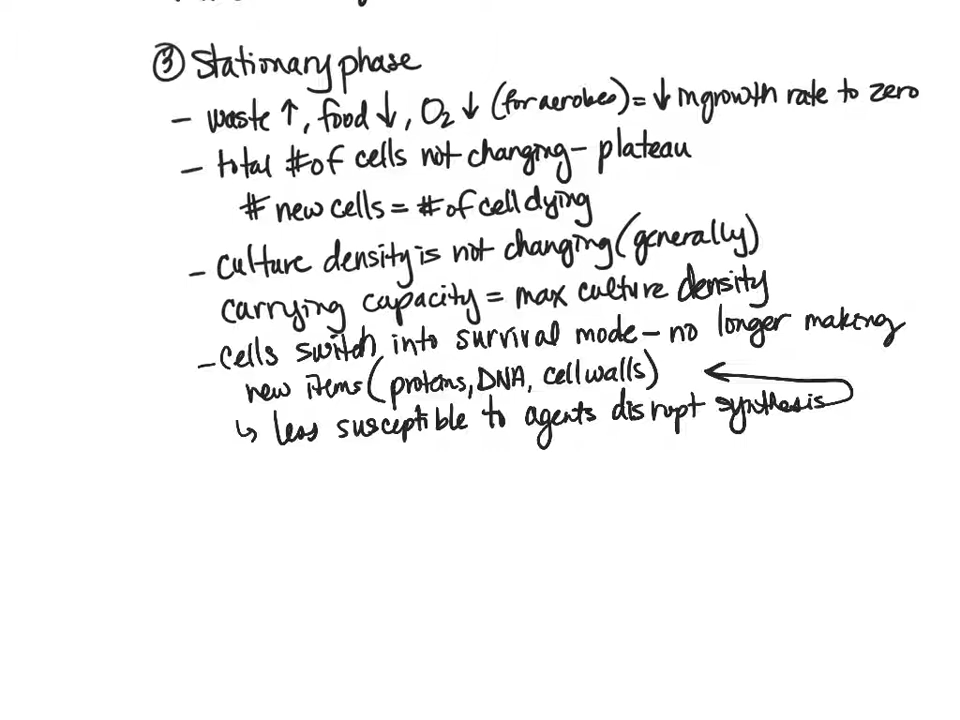 ③ Stationary phase
- waste ↑, food ↓, O₂ ↓ (for aerobes) = ↓ in growth rate to zero
- total # of cells not changing - plateau
# new cells = # of cell dying
- culture density is not changing (generally)
carrying capacity = max culture density
- cells switch into survival mode - no longer making
new items (proteins, DNA, cell walls)
↳ less susceptible to agents disrupt synthesis